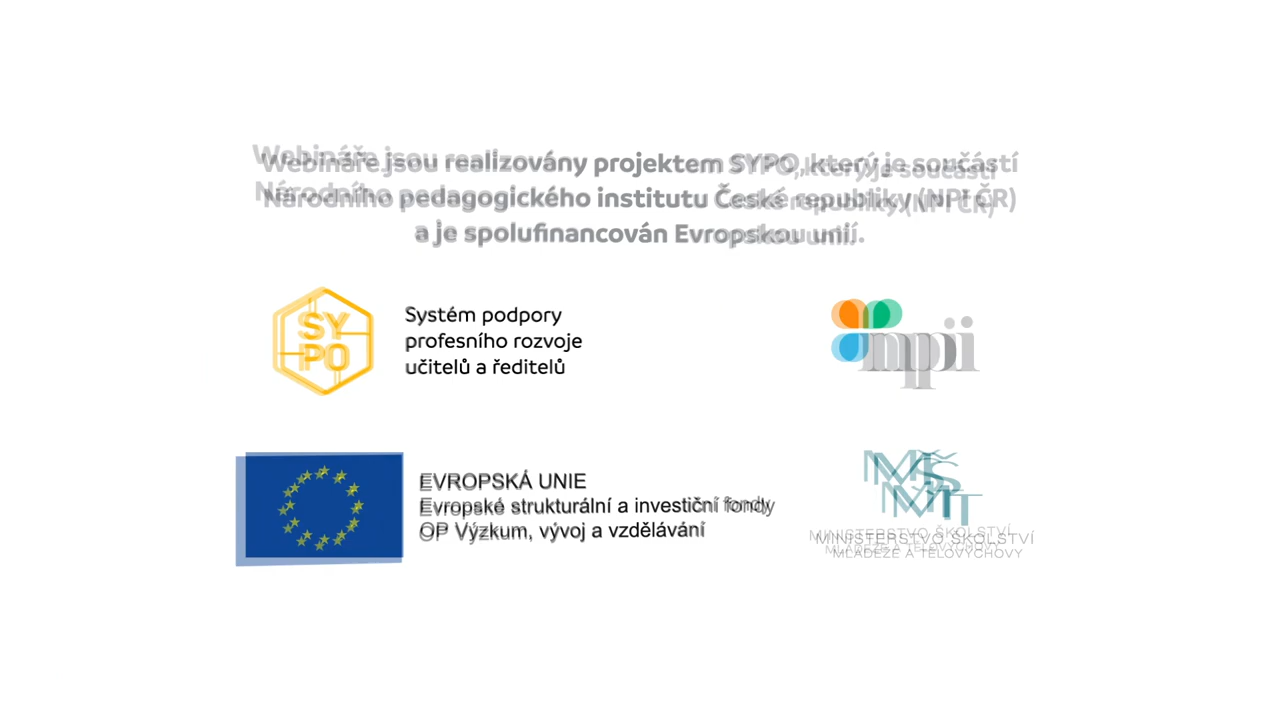 Webináře jsou realizovány projektem SYPO, který je součástí
Národního pedagogického institutu České republiky (NPI ČR)
a je spolufinancován Evropskou unií.
SY
PO
Systém podpory
profesního rozvoje
učitelů a ředitelů
npi
EVROPSKÁ UNIE
Evropské strukturální a investiční fondy
OP Výzkum, vývoj a vzdělávání
MŠ
MT
MINISTERSTVO ŠKOLSTVÍ
MLÁDEŽE A TĚLOVÝCHOVY